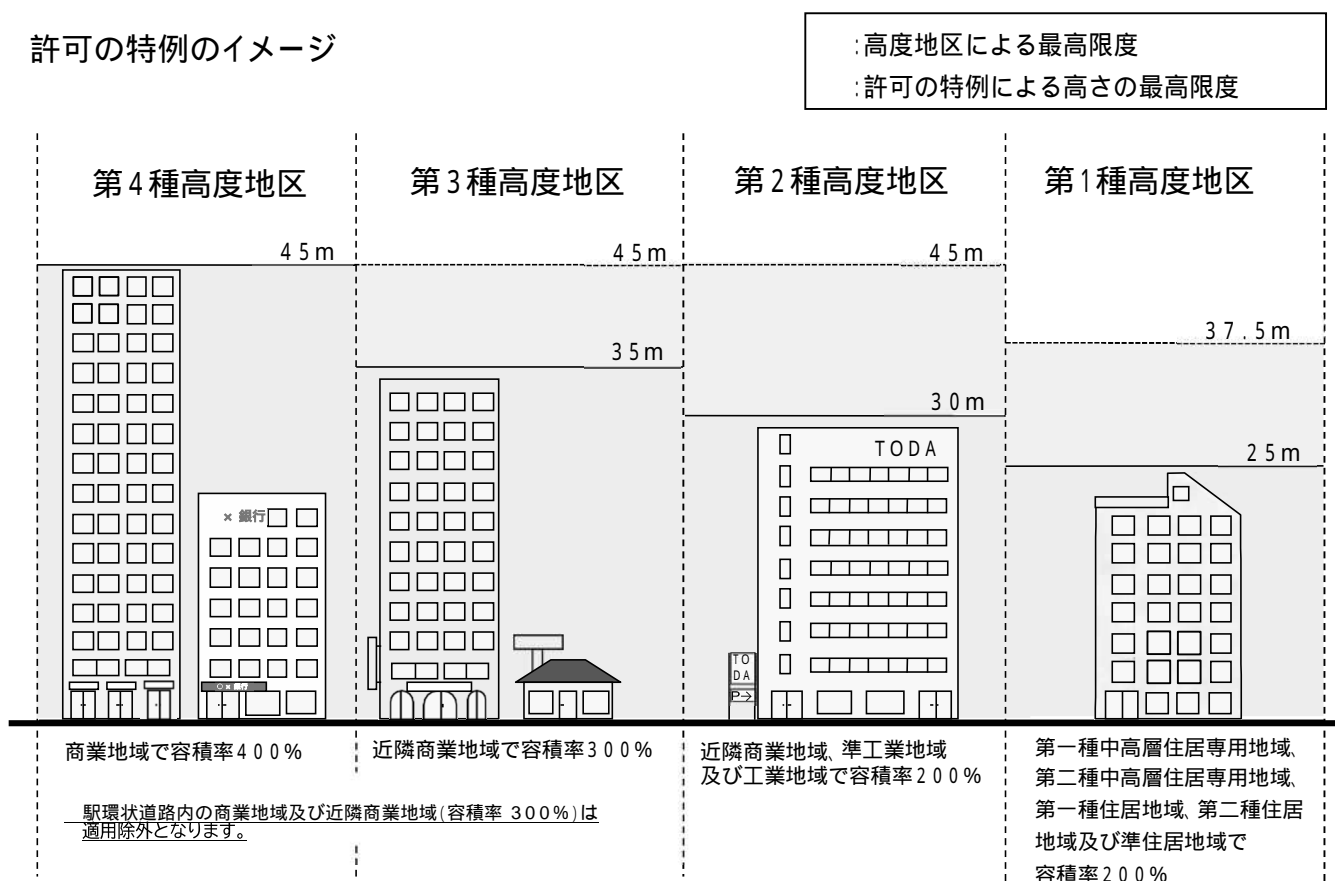 許可の特例のイメージ
:高度地区による最高限度
:許可の特例による高さの最高限度
第4種高度地区
第3種高度地区
第2種高度地区
第1種高度地区
45m
45m
45m
37.5m
35m
30m
25m
TODA
×銀行
○×銀行
TO
DA
P→
商業地域で容積率400%
近隣商業地域で容積率300%
近隣商業地域、準工業地域
及び工業地域で容積率200%
第一種中高層住居専用地域、
第二種中高層住居専用地域、
第一種住居地域、第二種住居
地域及び準住居地域で
容積率200%
駅環状道路内の商業地域及び近隣商業地域(容積率 300%)は
適用除外となります。